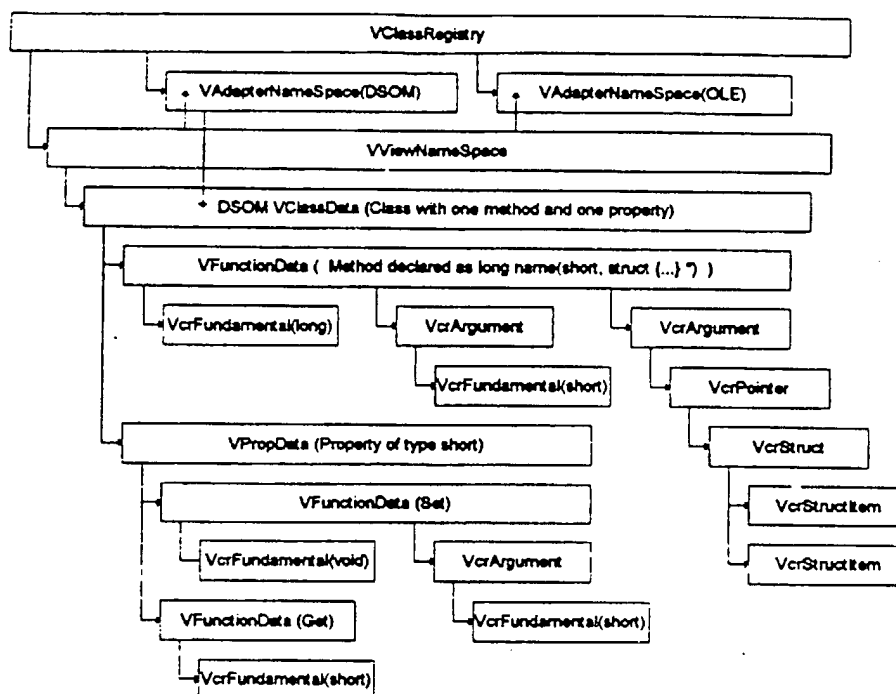 VClassRegistry
VAdapterNameSpace(DSOM)
VAdapterNameSpace(OLE)
VViewNameSpace
DSOM VClassData (Class with one method and one property)
VFunctionData ( Method declared as long name(short, struct {...} *) )
VcrFundamental(long)
VcrArgument
VcrArgument
VcrFundamental(short)
VcrPointer
VPropData (Property of type short)
VcrStruct
VFunctionData (Set)
VcrStructItem
VcrFundamental(void)
VcrArgument
VcrStructItem
VFunctionData (Get)
VcrFundamental(short)
VcrFundamental(short)